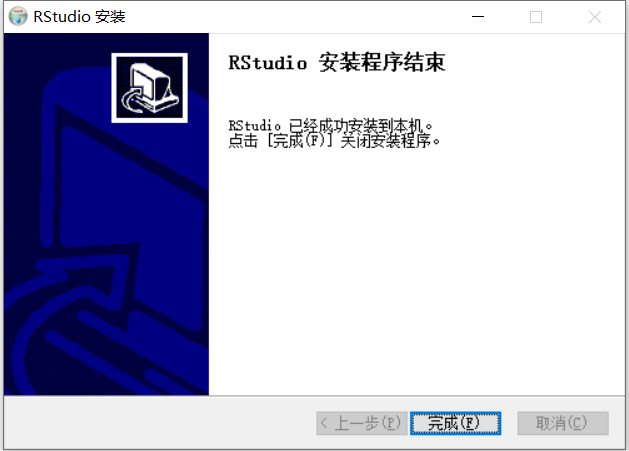 RStudio 安装
RStudio 安装程序结束
RStudio 已经成功安装到本机。
点击 [完成(F)] 关闭安装程序。
< 上一步(P)
完成(F)
取消(C)